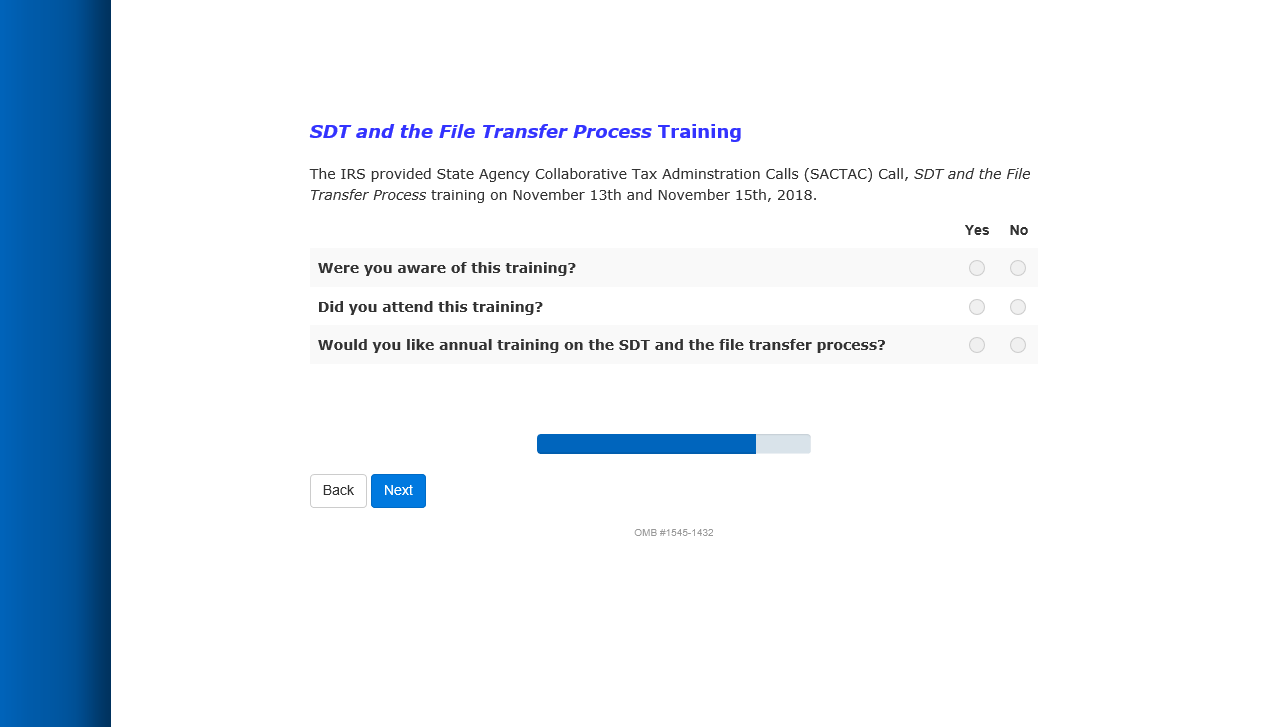 SDT and the File Transfer Process Training
The IRS provided State Agency Collaborative Tax Adminstration Calls (SACTAC) Call, SDT and the File
Transfer Process training on November 13th and November 15th, 2018.
Yes No
Were you aware of this training?
Did you attend this training?
Would you like annual training on the SDT and the file transfer process?
Back Next
OMB #1545-1432